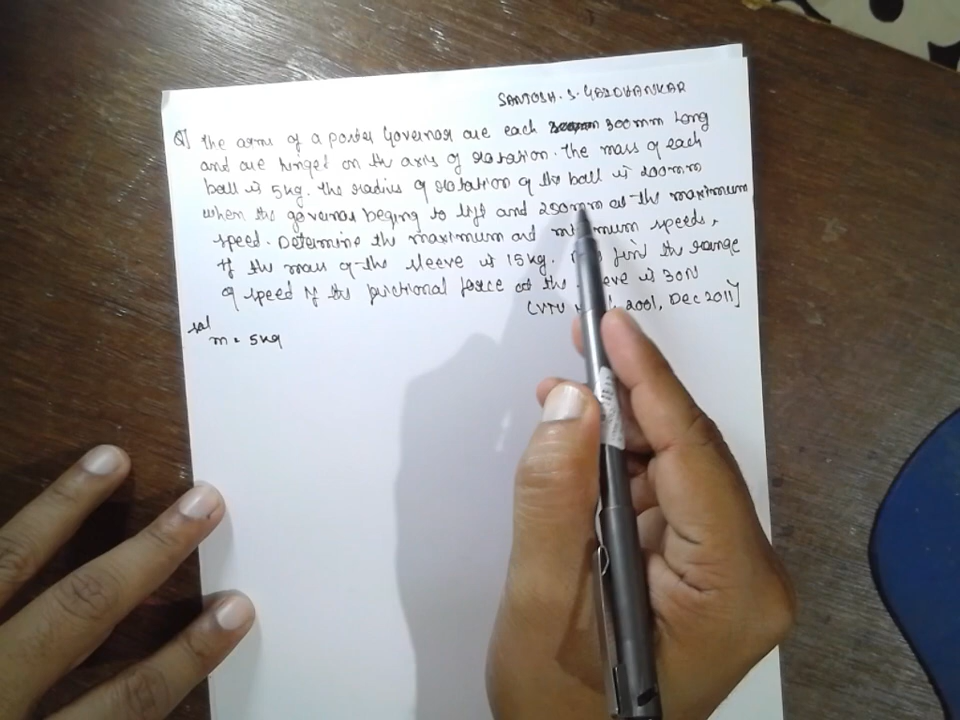 SANTOSH. S. GAIDHANKAR
Q] The arms of a porter Governor are each 300mm Long
and are hinged on the axis of rotation. The mass of each
ball is 5kg. The radius of rotation of the ball is 200mm
when the governor begins to lift and 250mm at the maximum
speed. Determine the maximum and minimum speeds,
If the mass of the sleeve is 15kg. find the range
of speed if the frictional force at the sleeve is 30N
(VTU 2001, Dec 2011]
sol
m = 5kg